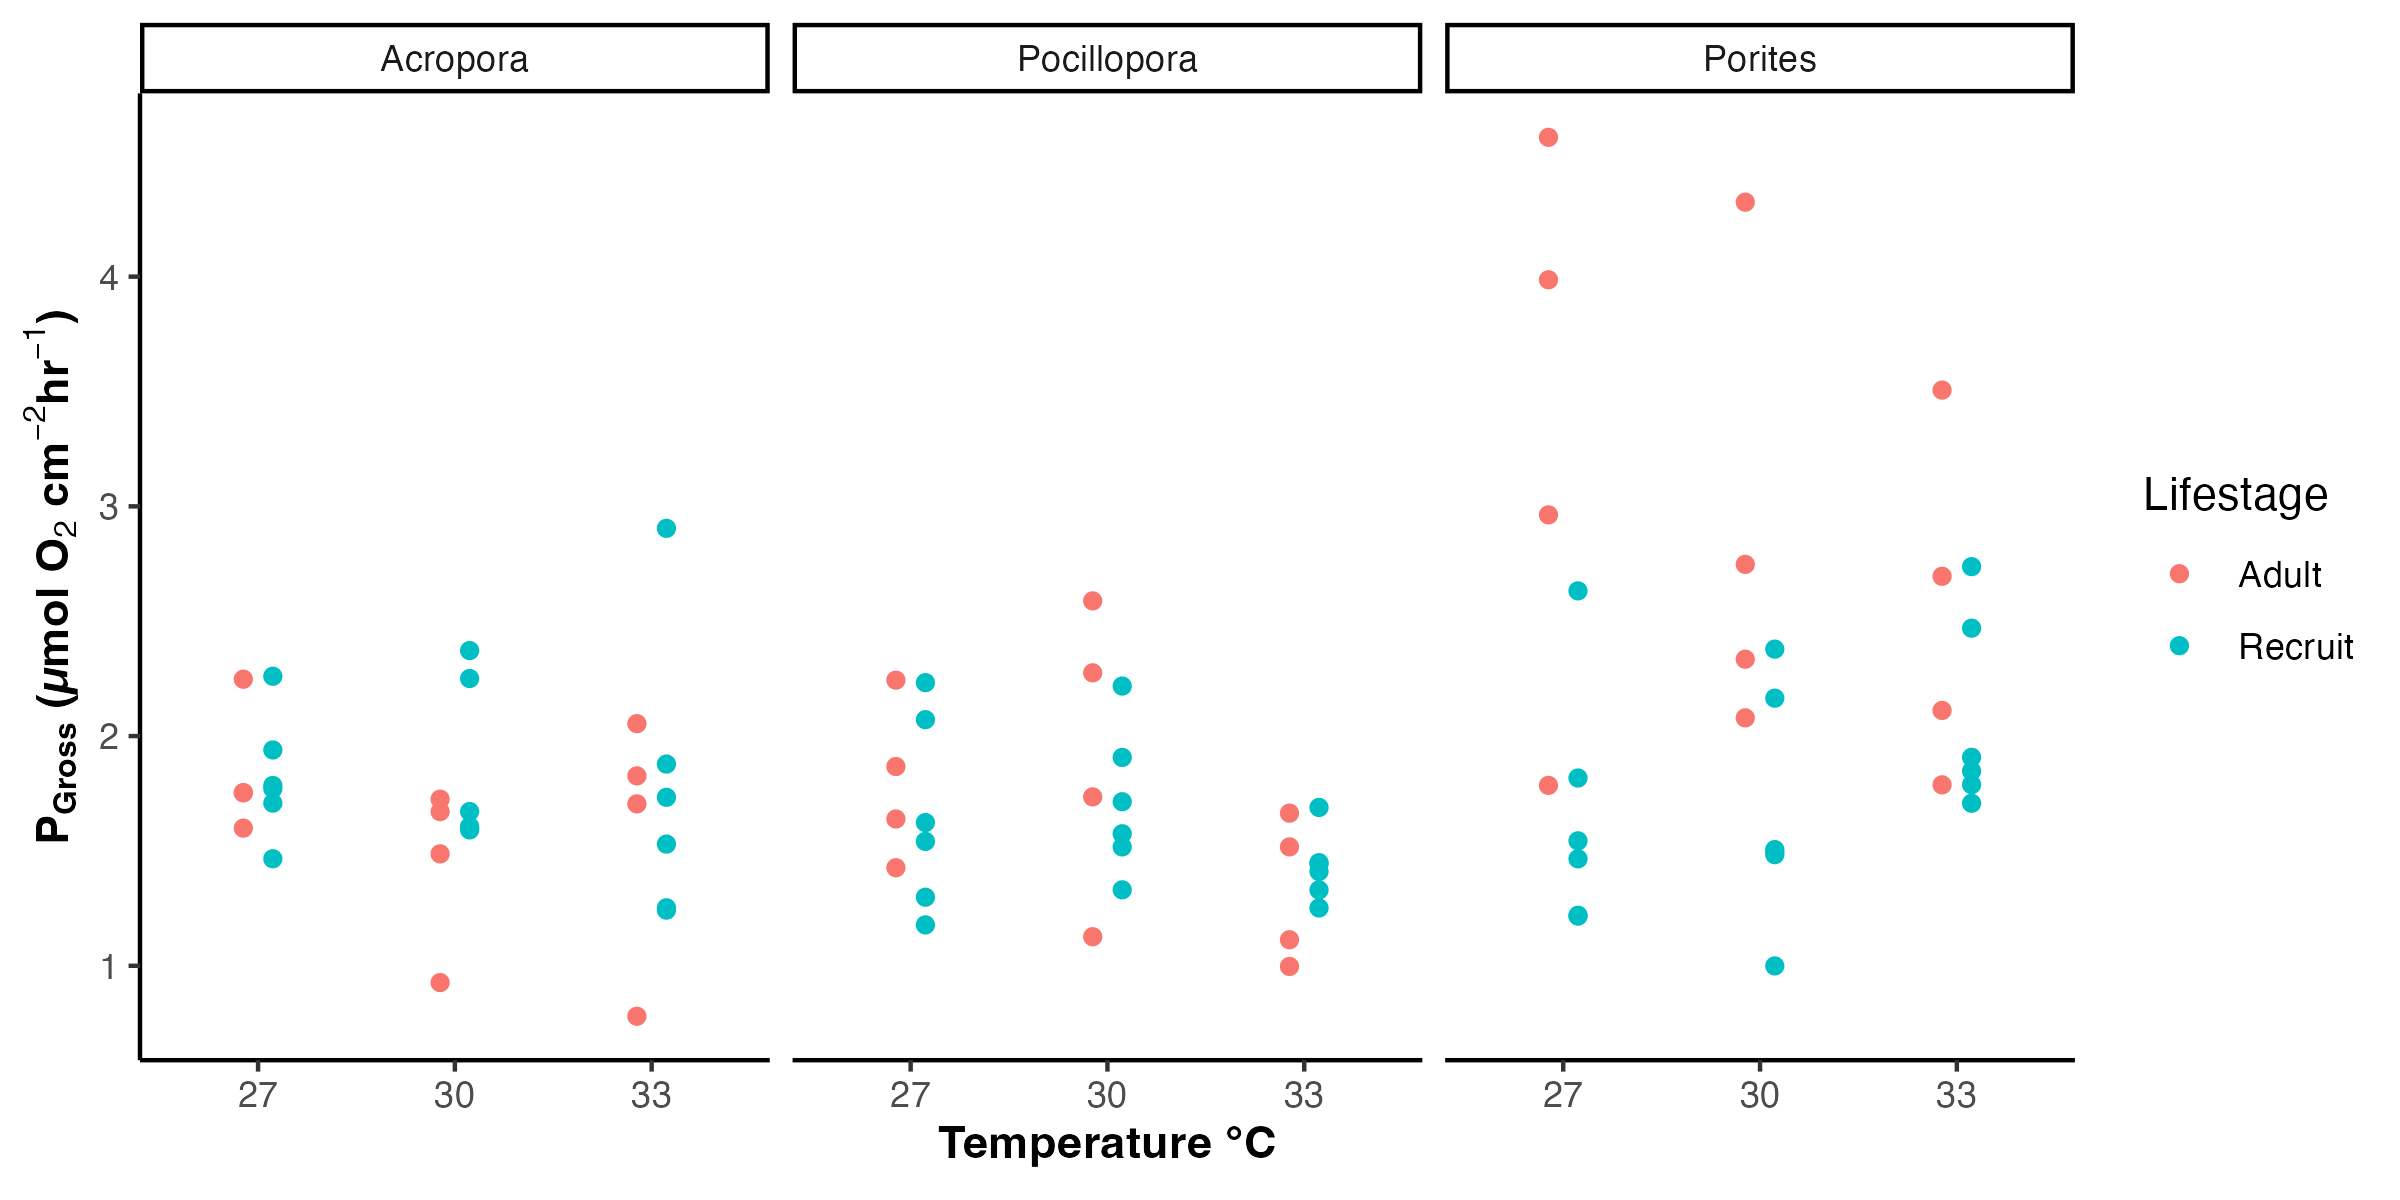 Acropora Pocillopora Porites
4
3
2
1
P_Gross (μmol O₂ cm⁻²hr⁻¹)
27 30 33 27 30 33 27 30 33
Temperature °C
Lifestage
Adult
Recruit